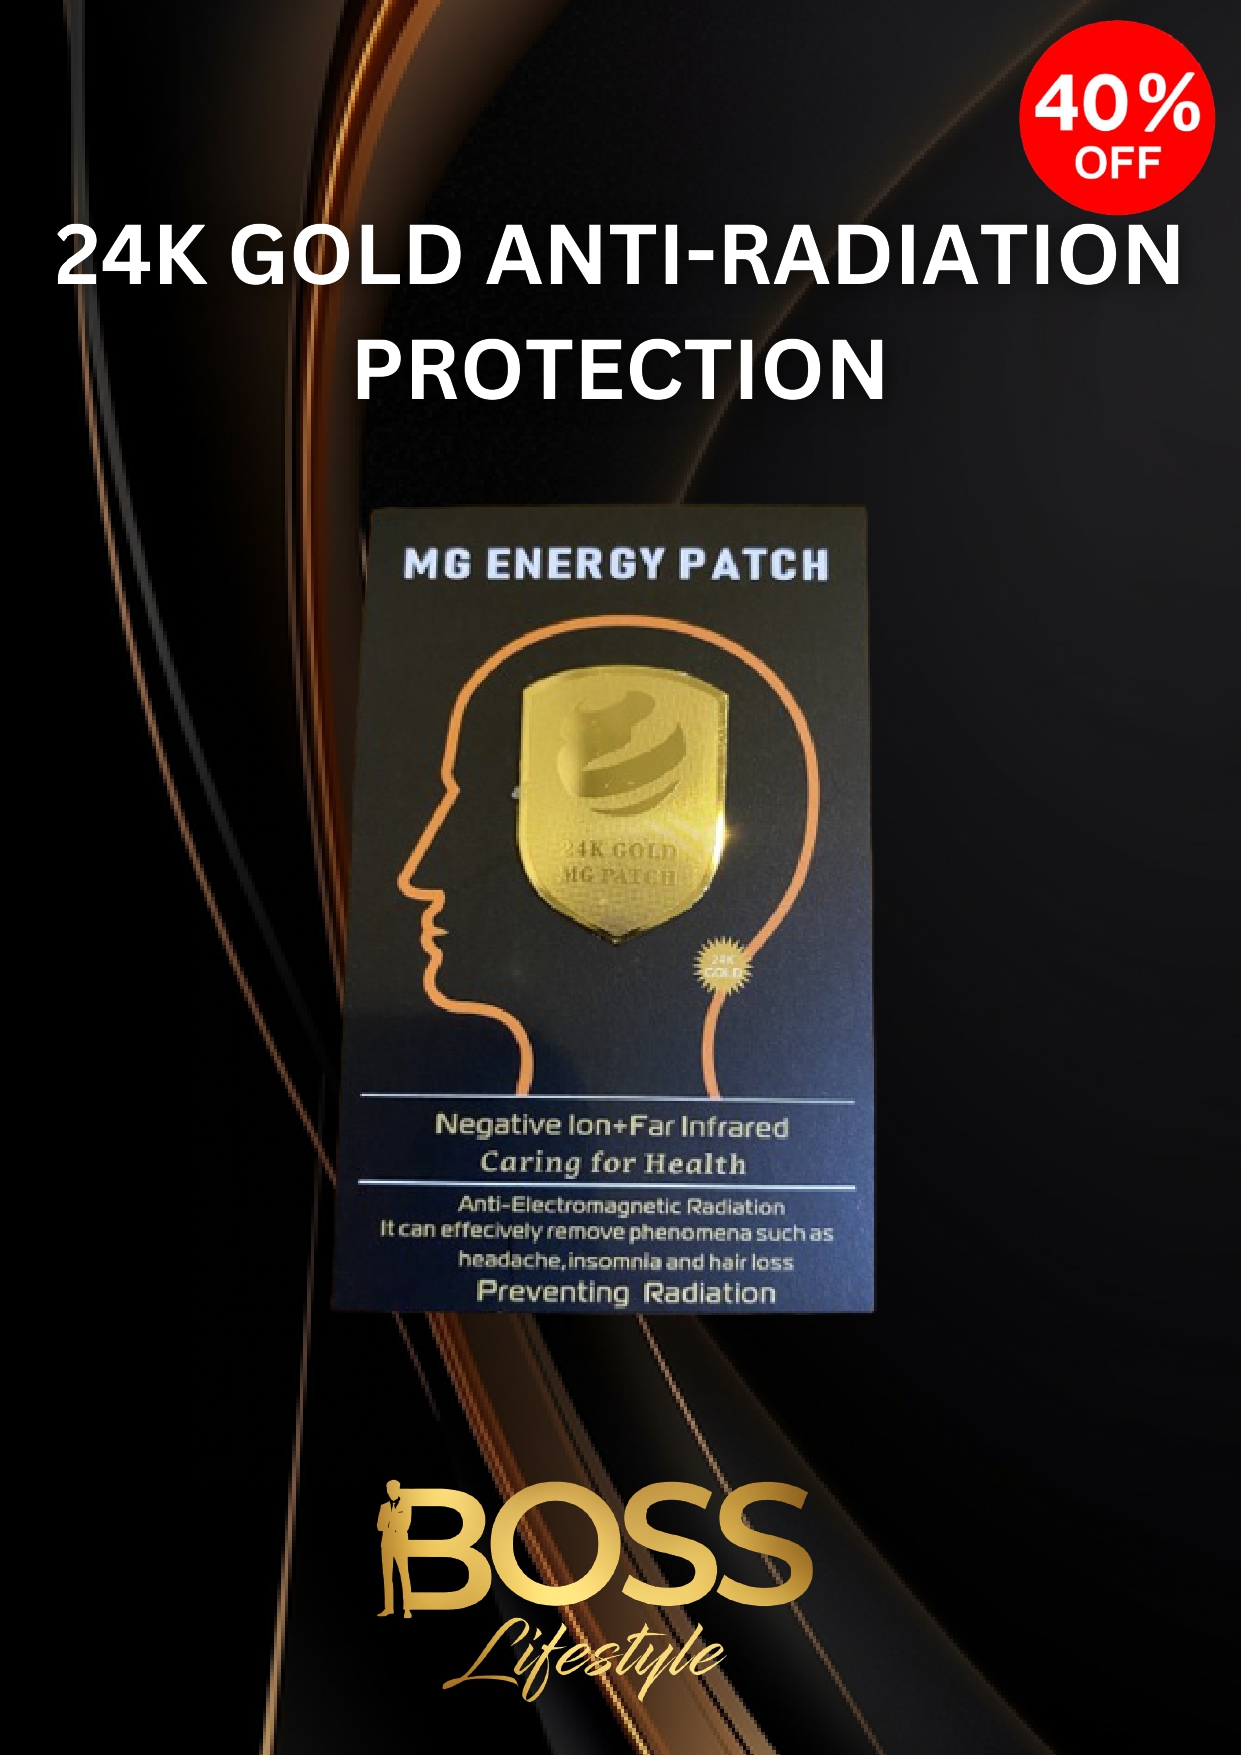 40%
OFF
24K GOLD ANTI-RADIATION
PROTECTION
MG ENERGY PATCH
24K GOLD
MG PATCH
24K
GOLD
Negative Ion+Far Infrared
Caring for Health
Anti-Electromagnetic Radiation
It can effecively remove phenomena such as
headache,insomnia and hair loss
Preventing Radiation
BOSS
Lifestyle